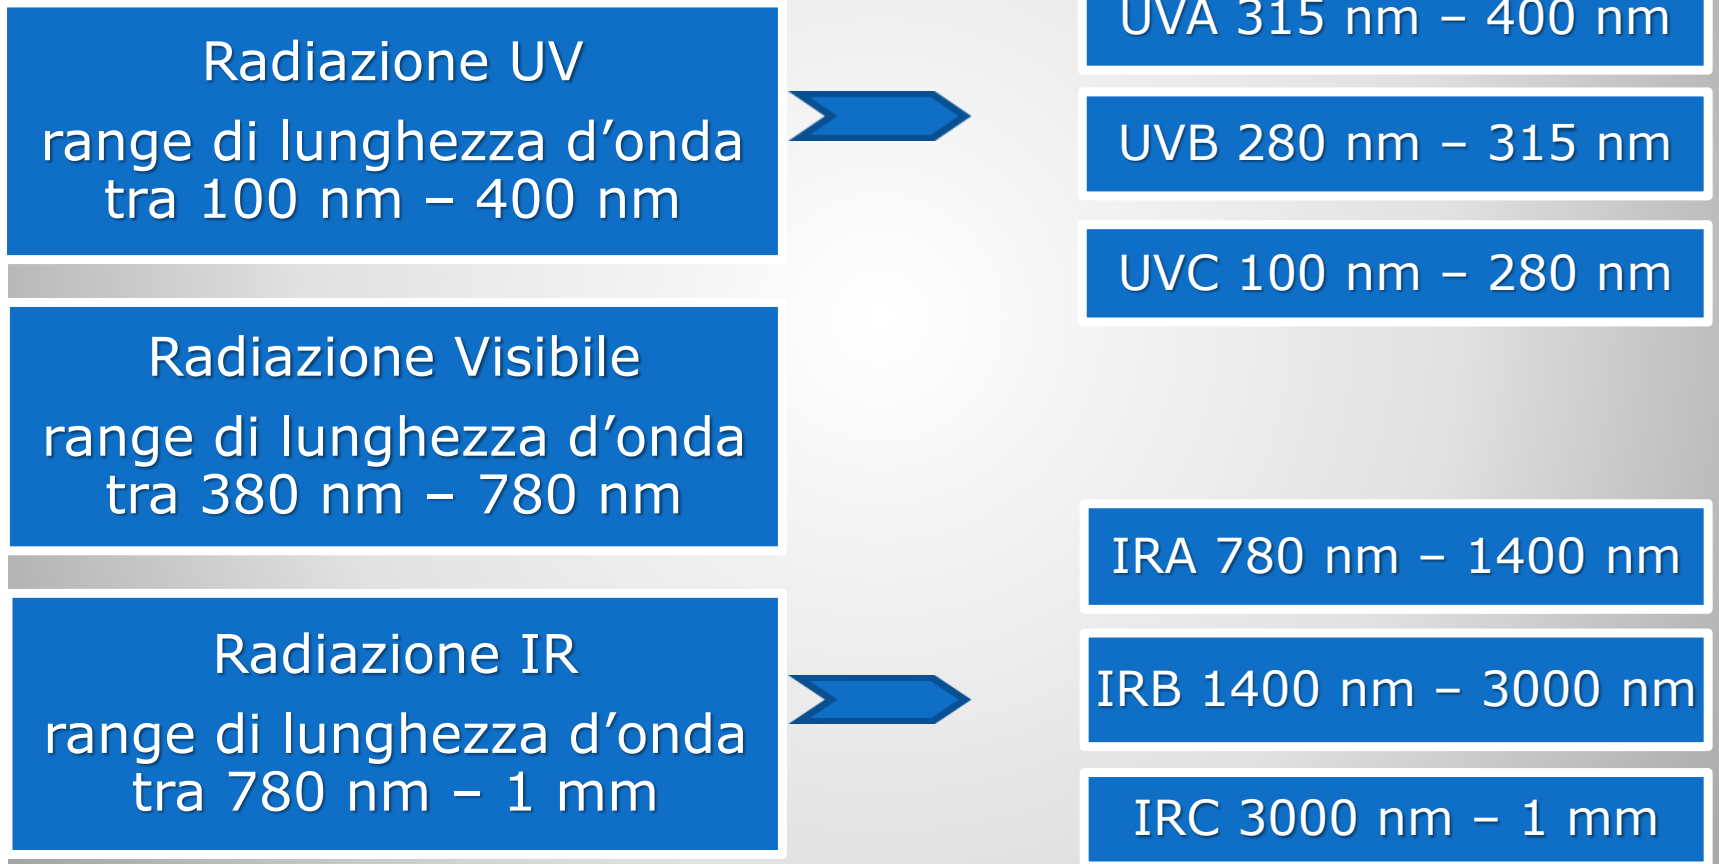 Radiazione UV
range di lunghezza d’onda
tra 100 nm – 400 nm
UVA 315 nm – 400 nm
UVB 280 nm – 315 nm
UVC 100 nm – 280 nm
Radiazione Visibile
range di lunghezza d’onda
tra 380 nm – 780 nm
Radiazione IR
range di lunghezza d’onda
tra 780 nm – 1 mm
IRA 780 nm – 1400 nm
IRB 1400 nm – 3000 nm
IRC 3000 nm – 1 mm